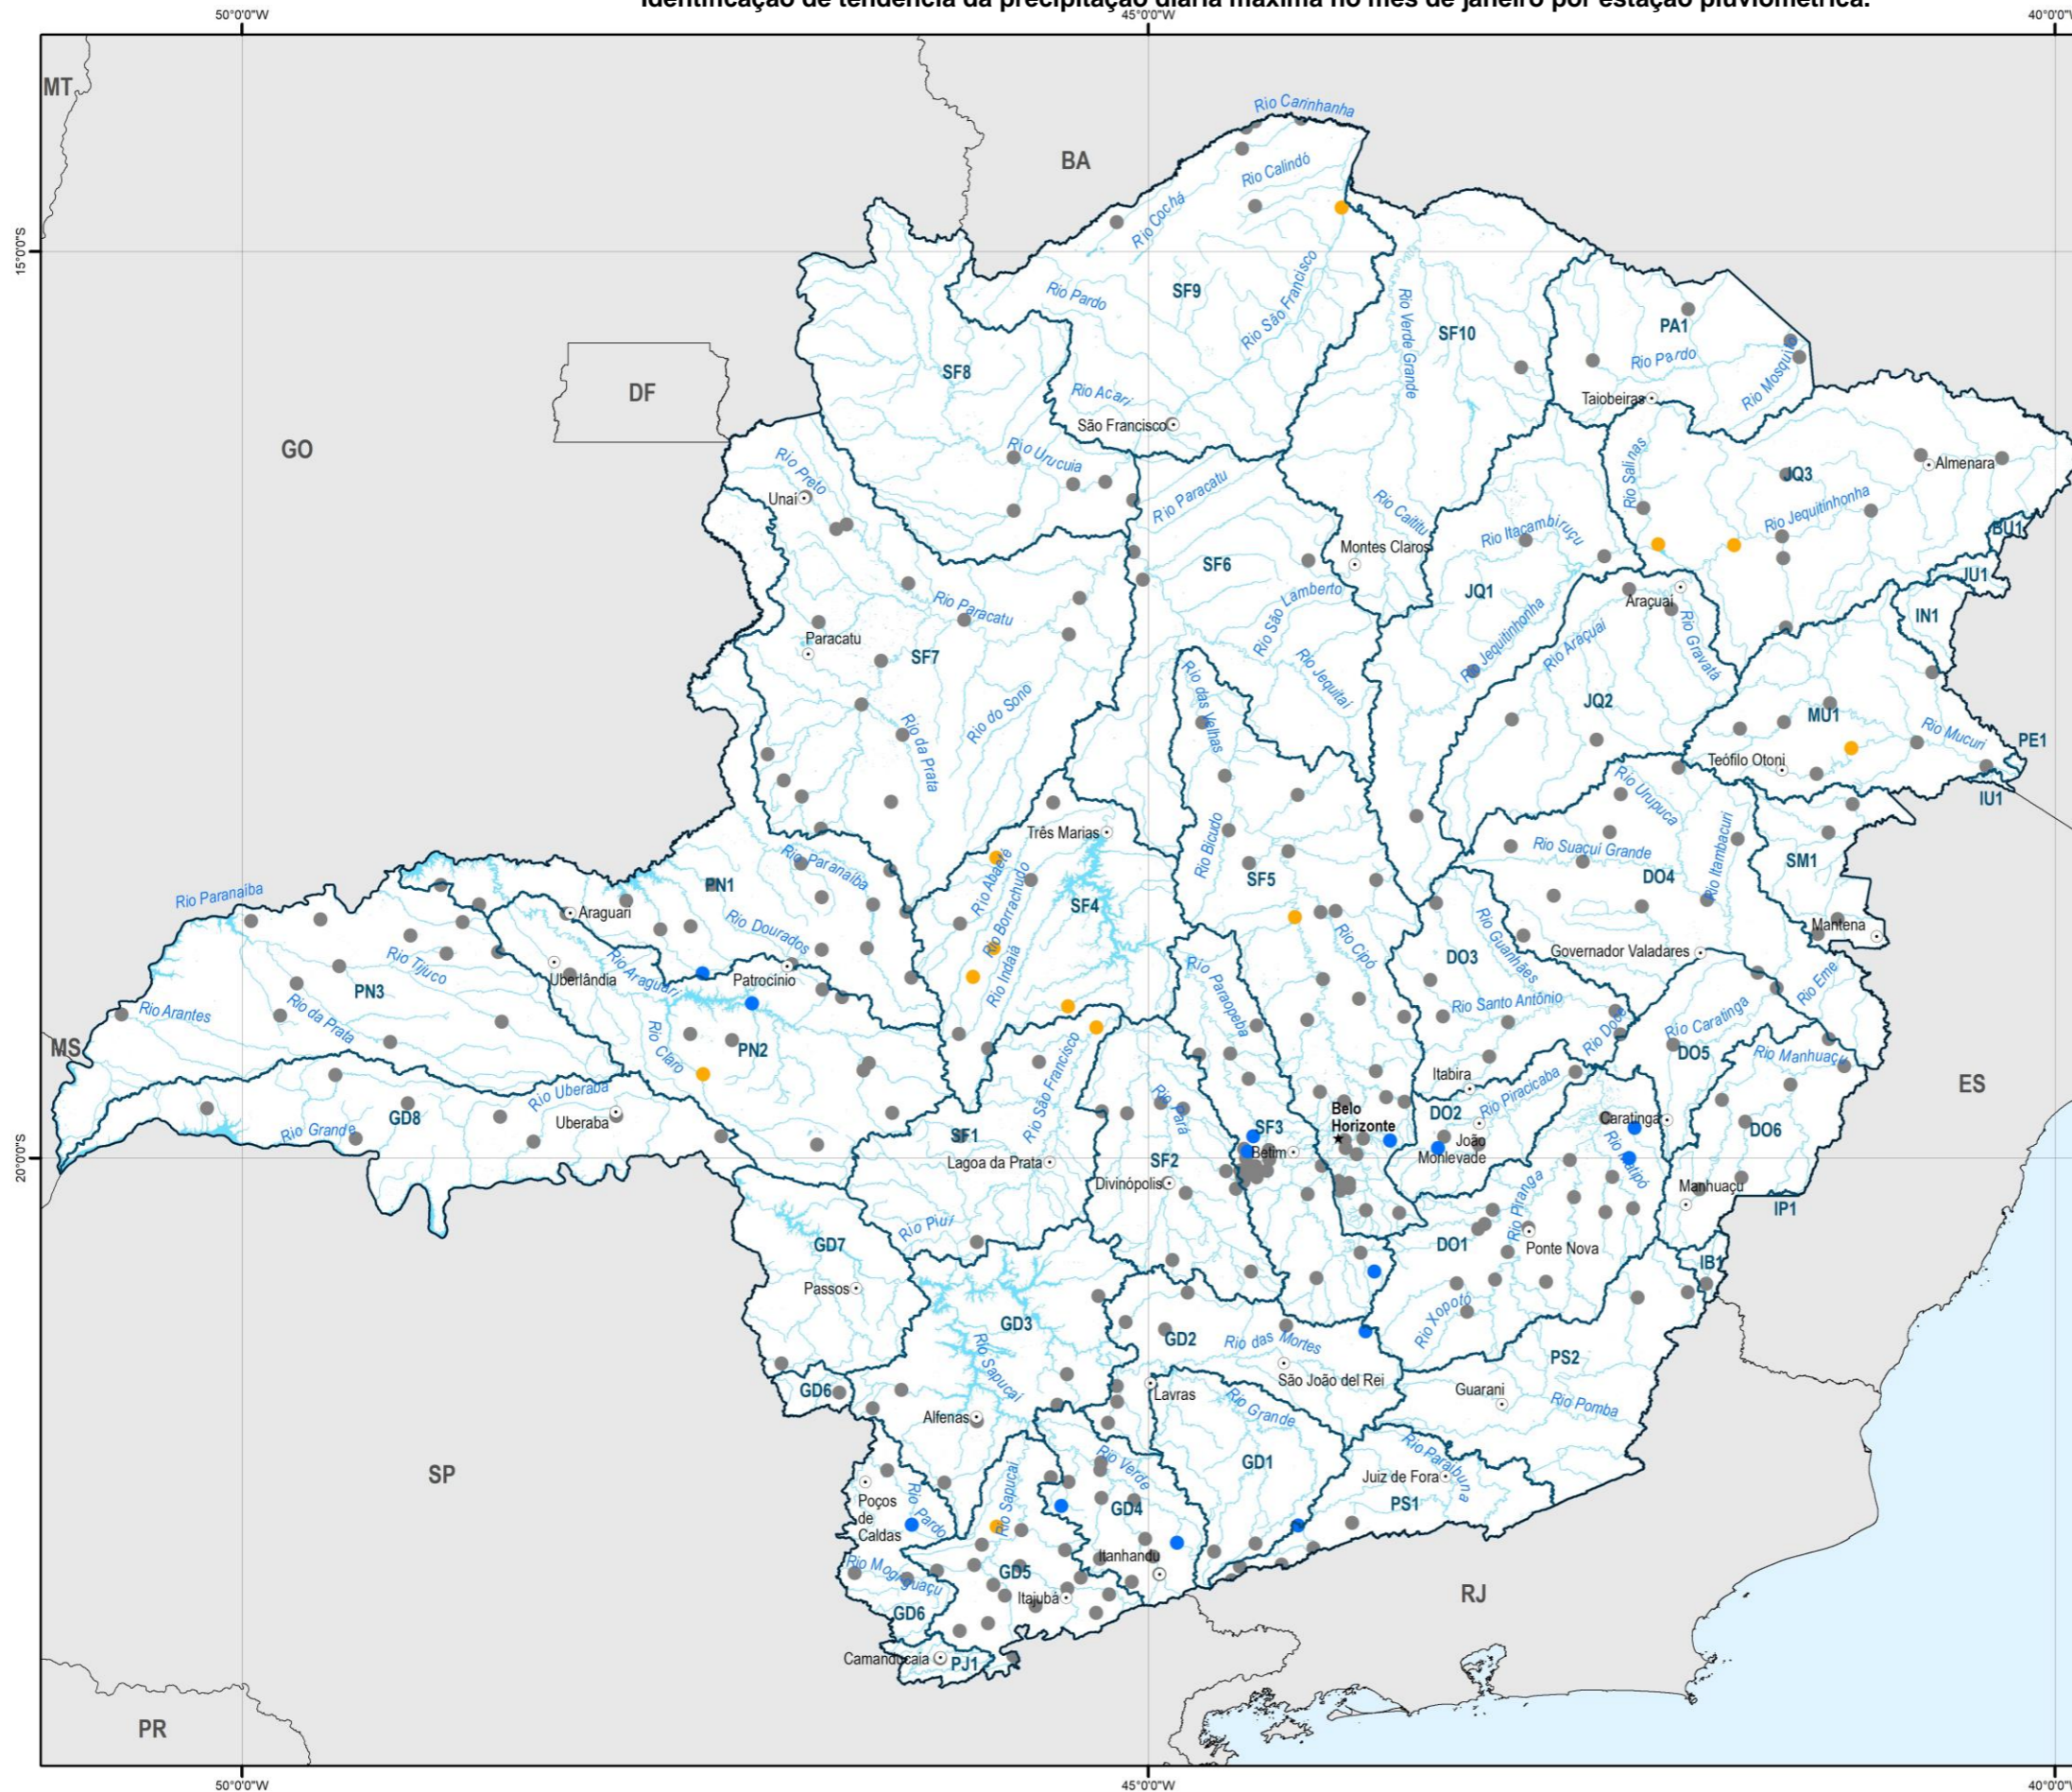 Identificação de tendência da precipitação diária máxima no mês de janeiro por estação pluviométrica.
50°0'0"W
45°0'0"W
40°0'0"W
MT
Rio Carinhanha
BA
Rio Calindó
Rio Cochá
15°0'0"S
Rio Pardo
SF9
Rio São Francisco
Rio Verde Grande
SF10
PA1
Rio Pardo
Rio Mosquito
SF8
DF
Rio Acari
Taiobeiras
São Francisco
GO
Rio Urucuia
Rio Preto
Unaí
Rio Paracatu
Rio Salinas
JQ3
Almenara
Rio Caititu
Rio Itacambiruçu
Rio Jequitinhonha
BU1
Montes Claros
SF6
JU1
JQ1
Rio São Lamberto
Araçuaí
Rio Paracatu
IN1
Paracatu
SF7
Rio Jequitinhonha
Rio Araçuaí
Rio Gravatá
Rio Jequitaí
Rio das Velhas
JQ2
Rio do Sono
Rio da Prata
MU1
Rio Mucuri
PE1
Teófilo Otoni
IU1
Rio Urupuca
Três Marias
Rio Bicudo
Rio Suaçuí Grande
Rio Itambacuri
SM1
Rio Paranaíba
Rio Abaeté
Rio Borrachudo
SF5
DO4
PN1
SF4
Rio Paranaíba
Araguari
Rio Dourados
Rio Cipó
DO3
Rio Guanhães
Mantena
Governador Valadares
Rio Tijuco
Uberlândia
Rio Araguari
Patrocínio
Rio Indaiá
Rio Paraopeba
Rio Eme
PN3
Rio Arantes
Rio da Prata
Rio Santo Antônio
Rio Doce
Rio Caratinga
MS
Rio Claro
PN2
Rio São Francisco
DO5
Rio Manhuaçu
Itabira
Rio Piracicaba
ES
GD8
Rio Uberaba
Uberaba
Rio Pará
Belo
Horizonte
DO2
Caratinga
Rio Grande
SF1
SF3
João
Monlevade
DO6
20°0'0"S
Lagoa da Prata
SF2
Betim
Rio Matipó
Divinópolis
Manhuaçu
Rio Piranga
IP1
Rio Piuí
GD7
DO1
Ponte Nova
IB1
Passos
GD3
Rio Xopotó
GD2
Rio das Mortes
PS2
Rio Sapucaí
São João del Rei
GD6
Lavras
Guarani
Rio Pomba
Alfenas
Rio Grande
Rio Paraibuna
SP
Rio Verde
GD1
Juiz de Fora
Poços
de
Caldas
Rio Pardo
Rio Sapucaí
GD4
PS1
Itanhandu
Rio Mogi-guaçu
GD5
Itajubá
RJ
GD6
Camanducaia
PJ1
PR
50°0'0"W
45°0'0"W
40°0'0"W